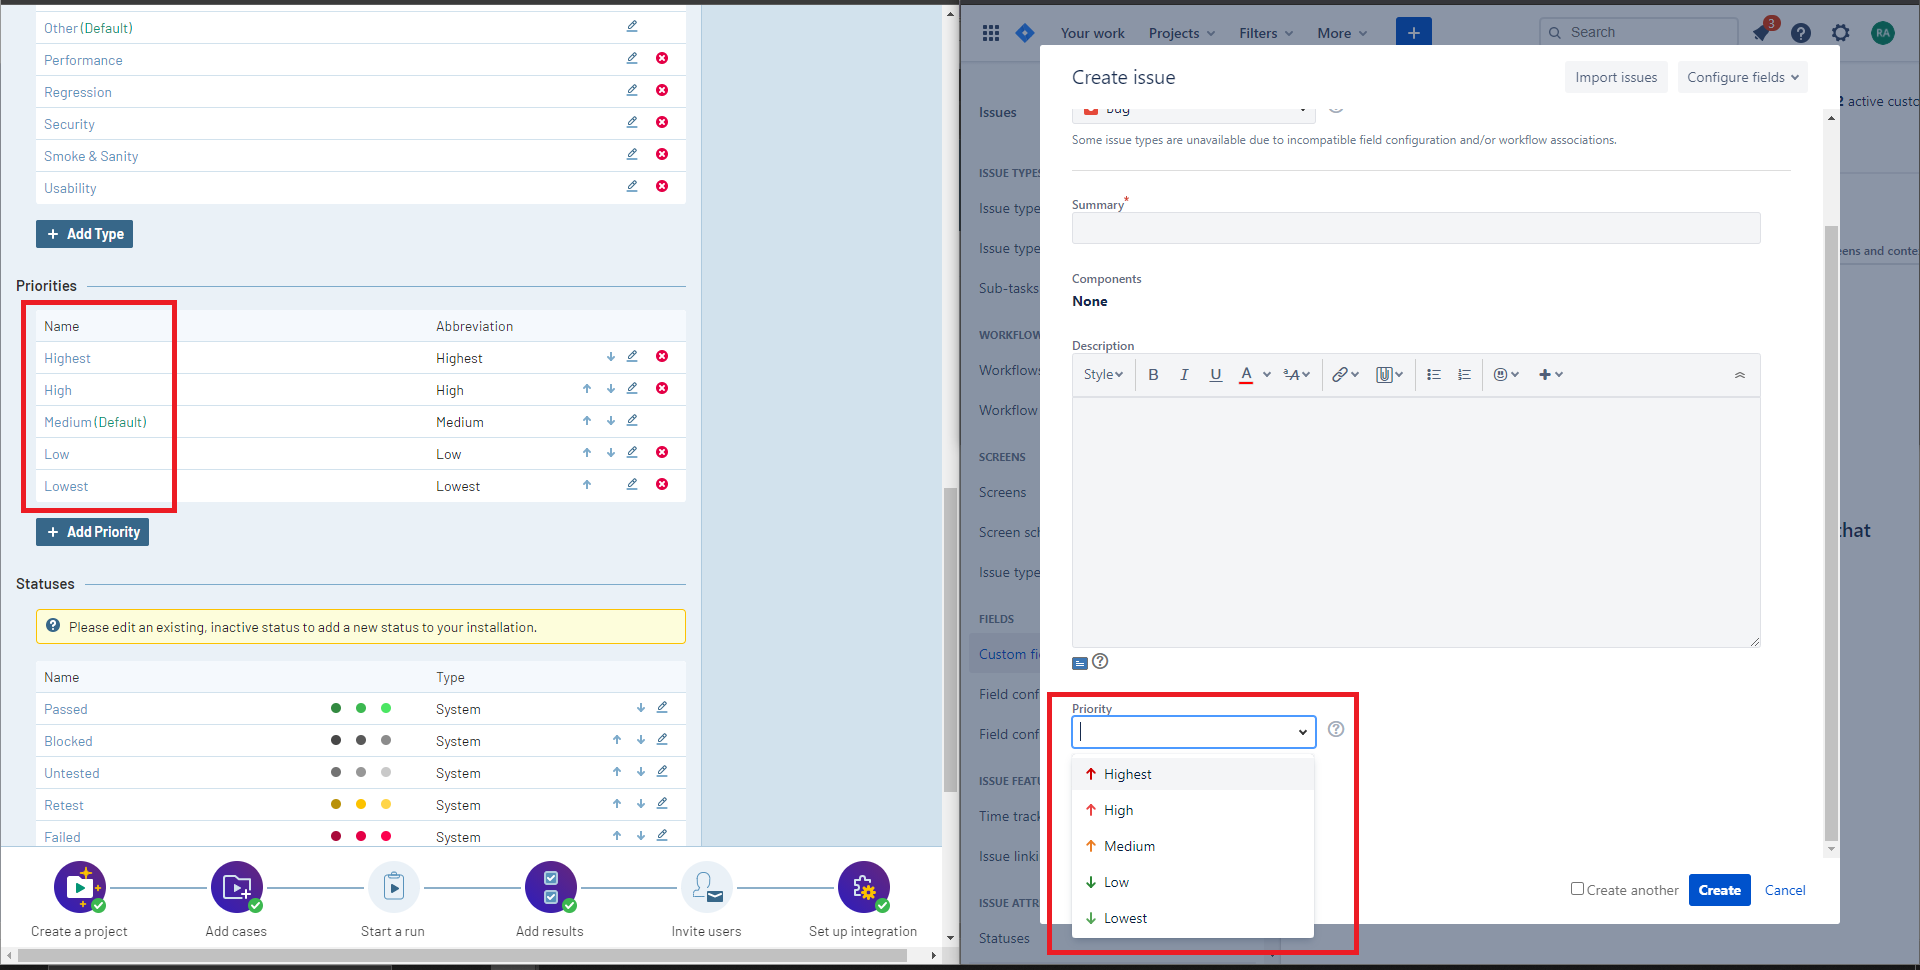 Other (Default)
Performance
Regression
Security
Smoke & Sanity
Usability
+ Add Type
Priorities
Name Abbreviation
Highest Highest
High High
Medium (Default) Medium
Low Low
Lowest Lowest
+ Add Priority
Statuses
Please edit an existing, inactive status to add a new status to your installation.
Name Type
Passed System
Blocked System
Untested System
Retest System
Failed System
Create a project
Add cases
Start a run
Add results
Invite users
Set up integration
Your work Projects Filters More + Search 3 RA
Issues
ISSUE TYPES
Issue type
Issue type
Sub-tasks
WORKFLOW
Workflows
Workflow
SCREENS
Screens
Screen sch
Issue type
FIELDS
Custom fi
Field conf
Field conf
ISSUE FEATU
Time track
Issue linki
ISSUE ATTR
Statuses
Create issue Import issues Configure fields
Bug
Some issue types are unavailable due to incompatible field configuration and/or workflow associations.
Summary*
Components
None
Description
Style B I U A
Priority
Highest
High
Medium
Low
Lowest
Create another Create Cancel
2 active custo
eens and conte
chat